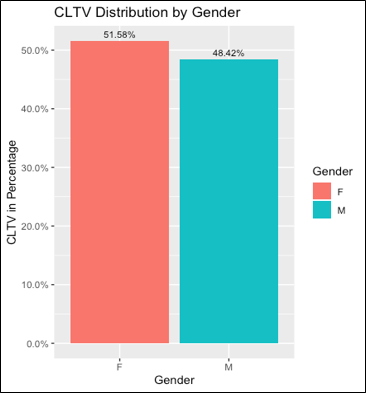 CLTV Distribution by Gender
51.58%
48.42%
50.0%
40.0%
30.0%
20.0%
10.0%
0.0%
CLTV in Percentage
F
M
Gender
Gender
F
M